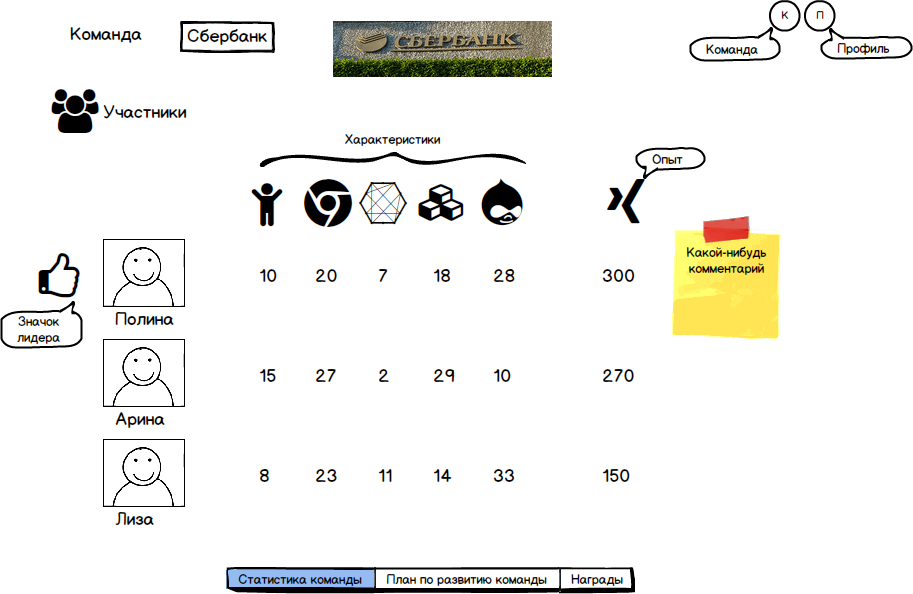 Команда
Сбербанк
СБЕРБАНК
К
П
Команда
Профиль
Участники
Характеристики
Опыт
Какой-нибудь
комментарий
10 20 7 18 28 300
Значок
лидера
Полина
15 27 2 29 10 270
Арина
8 23 11 14 33 150
Лиза
Статистика команды
План по развитию команды
Награды